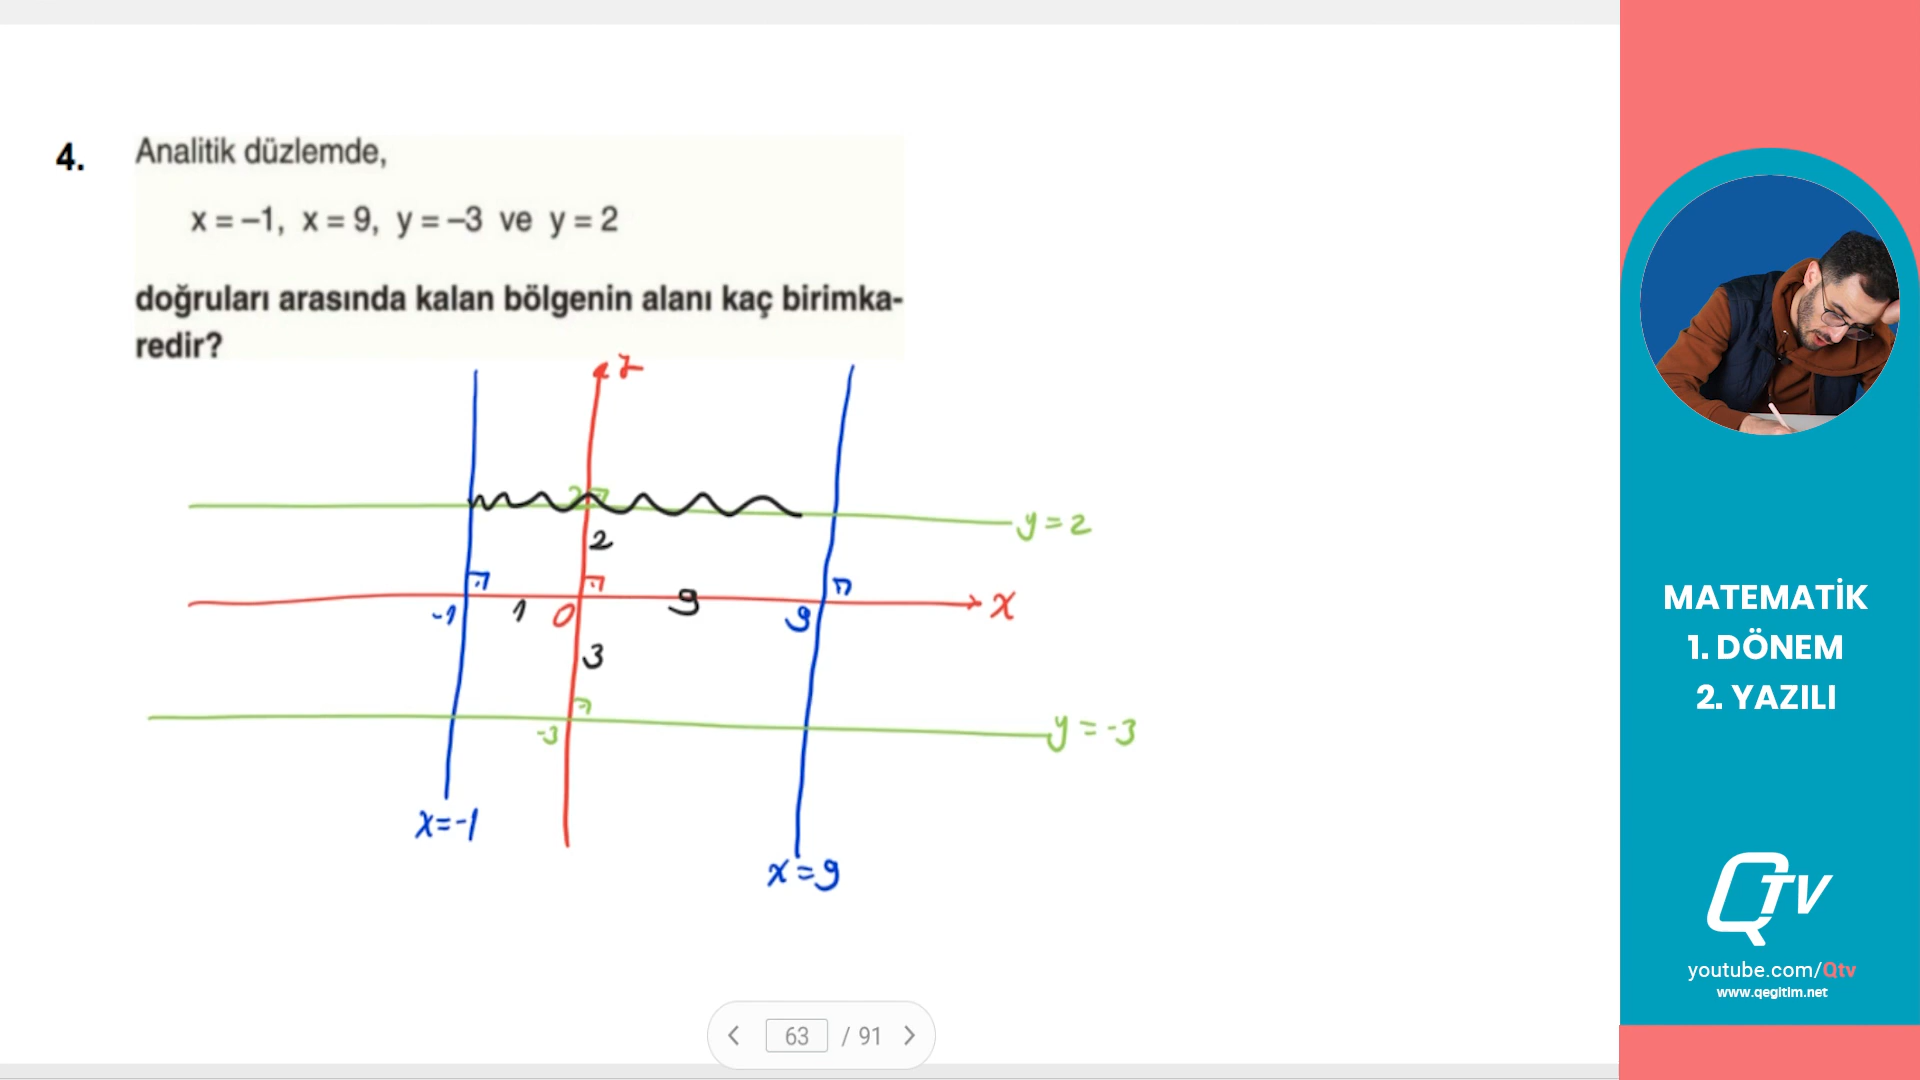 4. Analitik düzlemde,
x = –1, x = 9, y = –3 ve y = 2
doğruları arasında kalan bölgenin alanı kaç birimka-
redir?
y
2
y = 2
2
-1
1
0
9
9
x
3
-3
y = -3
x=-1
x=9
63 / 91
MATEMATİK
1. DÖNEM
2. YAZILI
QTV
youtube.com/Qtv
www.qegitim.net